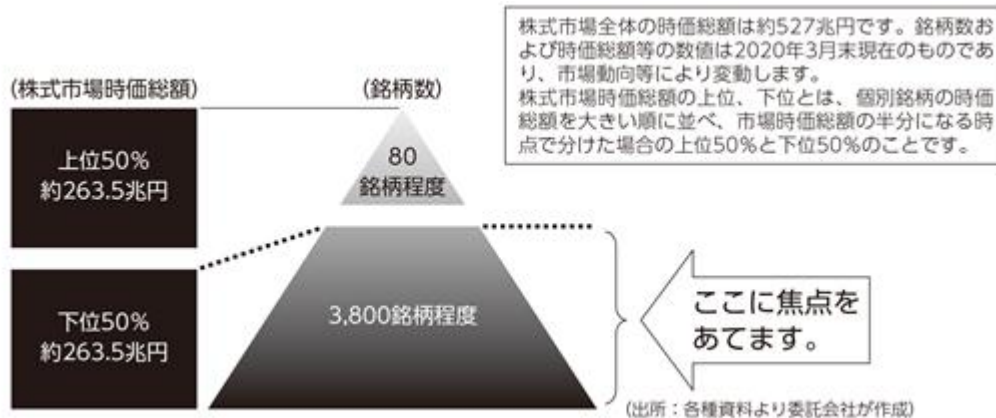 株式市場全体の時価総額は約527兆円です。銘柄数お
よび時価総額等の数値は2020年3月末現在のものであ
り、市場動向等により変動します。
株式市場時価総額の上位、下位とは、個別銘柄の時価
総額を大きい順に並べ、市場時価総額の半分になる時
点で分けた場合の上位50%と下位50%のことです。
(株式市場時価総額)
(銘柄数)
上位50%
約263.5兆円
80
銘柄程度
下位50%
約263.5兆円
3,800銘柄程度
ここに焦点を
あてます。
(出所:各種資料より委託会社が作成)